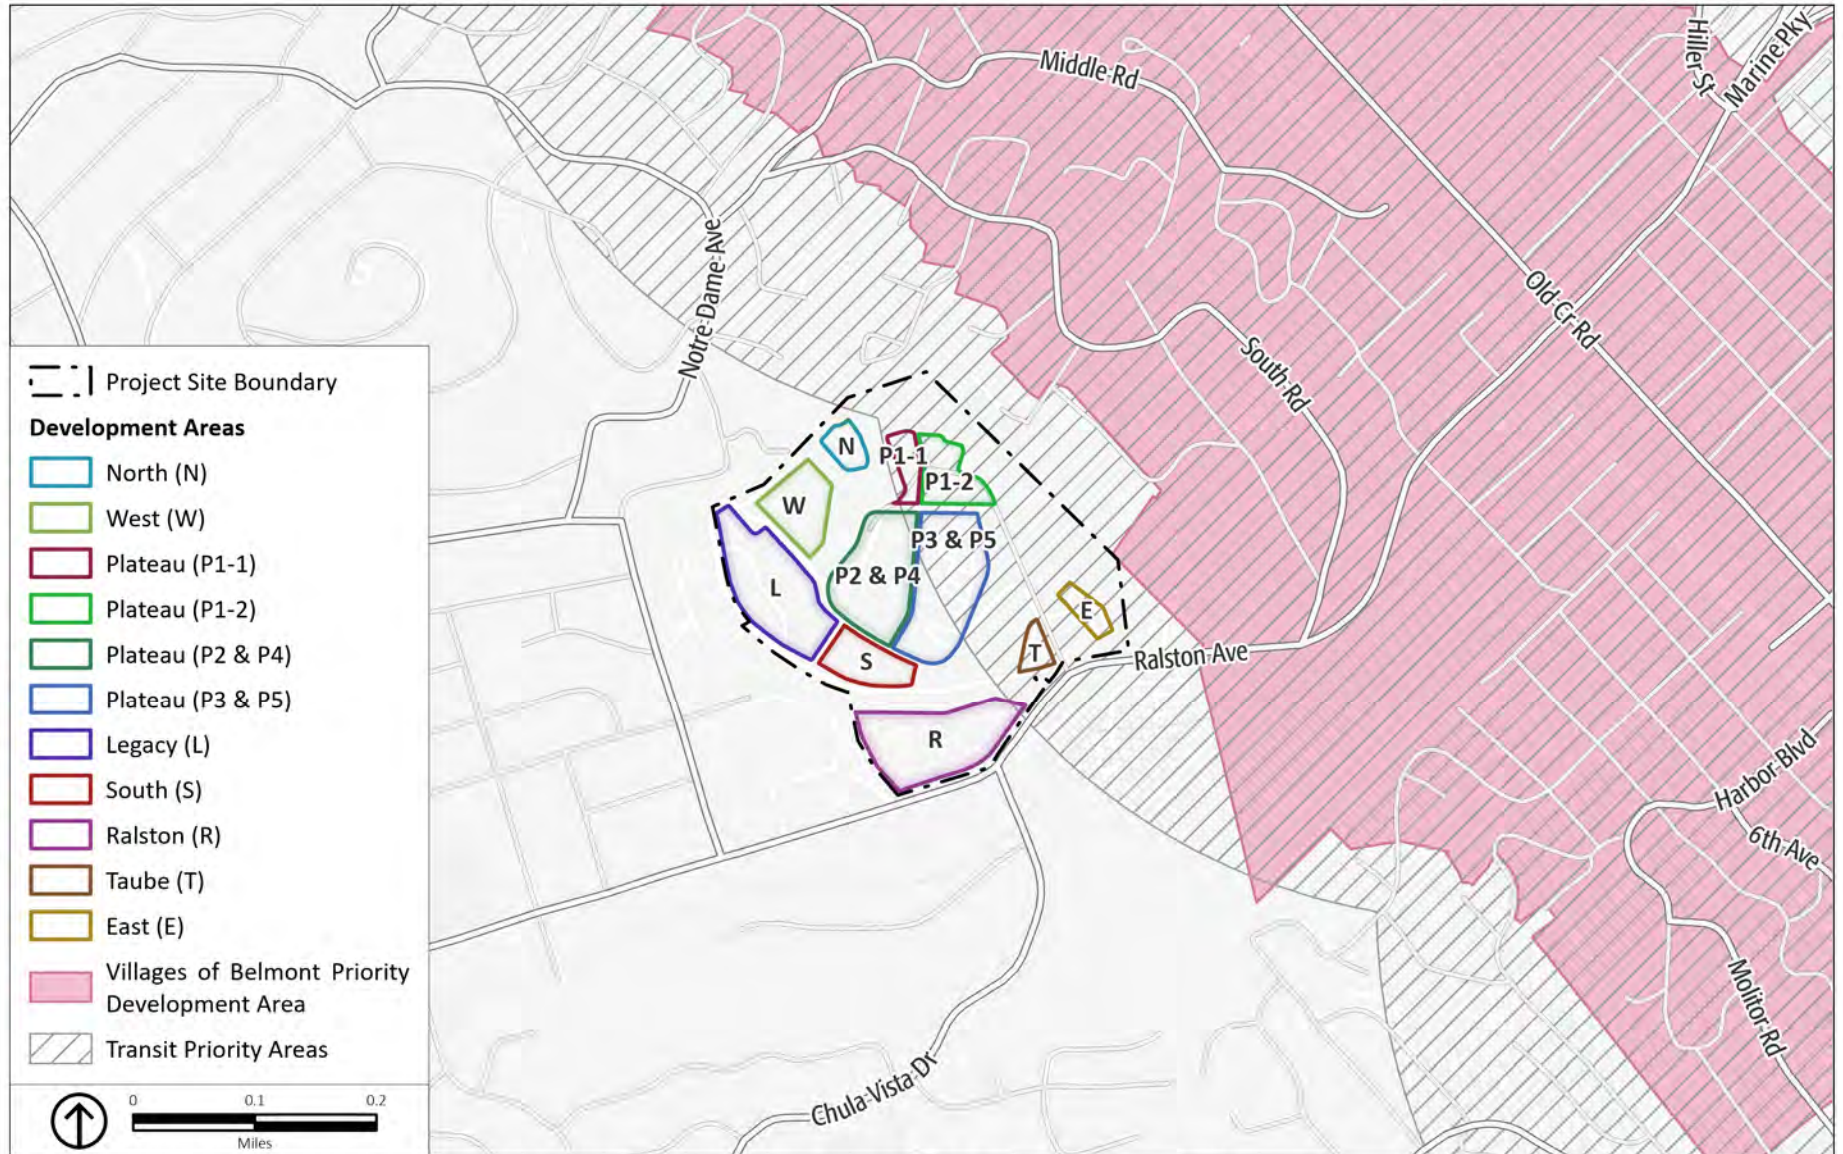 Hiller St
Marine Pky
Middle Rd
Notre Dame Ave
Old Cr Rd
South Rd
N
P1-1
P1-2
W
P3 & P5
P2 & P4
L
E
S
T
Ralston Ave
R
Harbor Blvd
6th Ave
Molitor Rd
Chula Vista Dr
Project Site Boundary
Development Areas
North (N)
West (W)
Plateau (P1-1)
Plateau (P1-2)
Plateau (P2 & P4)
Plateau (P3 & P5)
Legacy (L)
South (S)
Ralston (R)
Taube (T)
East (E)
Villages of Belmont Priority
Development Area
Transit Priority Areas
0 0.1 0.2
Miles